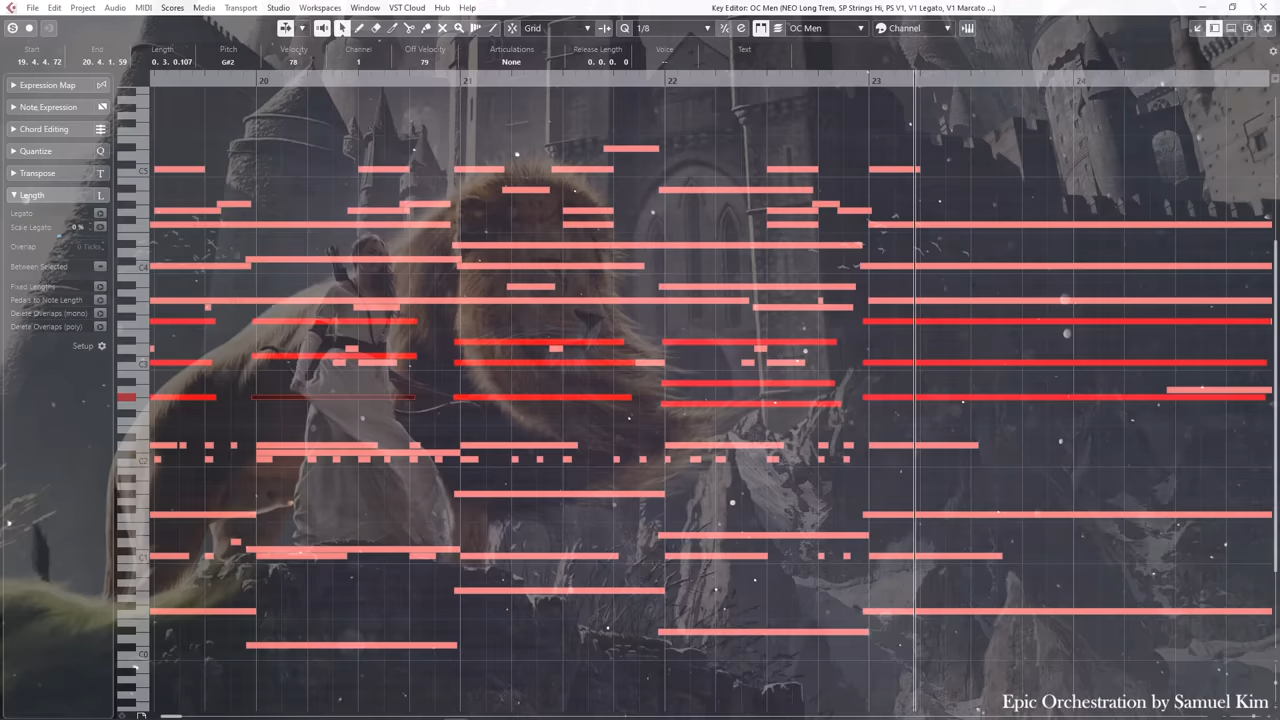 File Edit Project Audio MIDI Scores Media Transport Studio Workspaces Window VST Cloud Hub Help
Key Editor: OC Men (NEO Long Trem, SP Strings Hi, PS V1, V1 Legato, V1 Marcato ...)
Grid 1/8 OC Men Channel
Start End Length Pitch Velocity Channel Off Velocity Articulations Release Length Voice Text
19. 4. 4. 72 20. 4. 1. 59 0. 3. 0.107 G#2 78 1 79 None 0. 0. 0. 0 --
20 21 22 23 24
Expression Map
Note Expression
Chord Editing
Quantize Q
Transpose T
Length L
Legato
Scale Legato 0 %
Overlap 0 Ticks
Between Selected
Fixed Lengths
Pedals to Note Length
Delete Overlaps (mono)
Delete Overlaps (poly)
Setup
C5
C4
C3
C2
C1
C0
Epic Orchestration by Samuel Kim